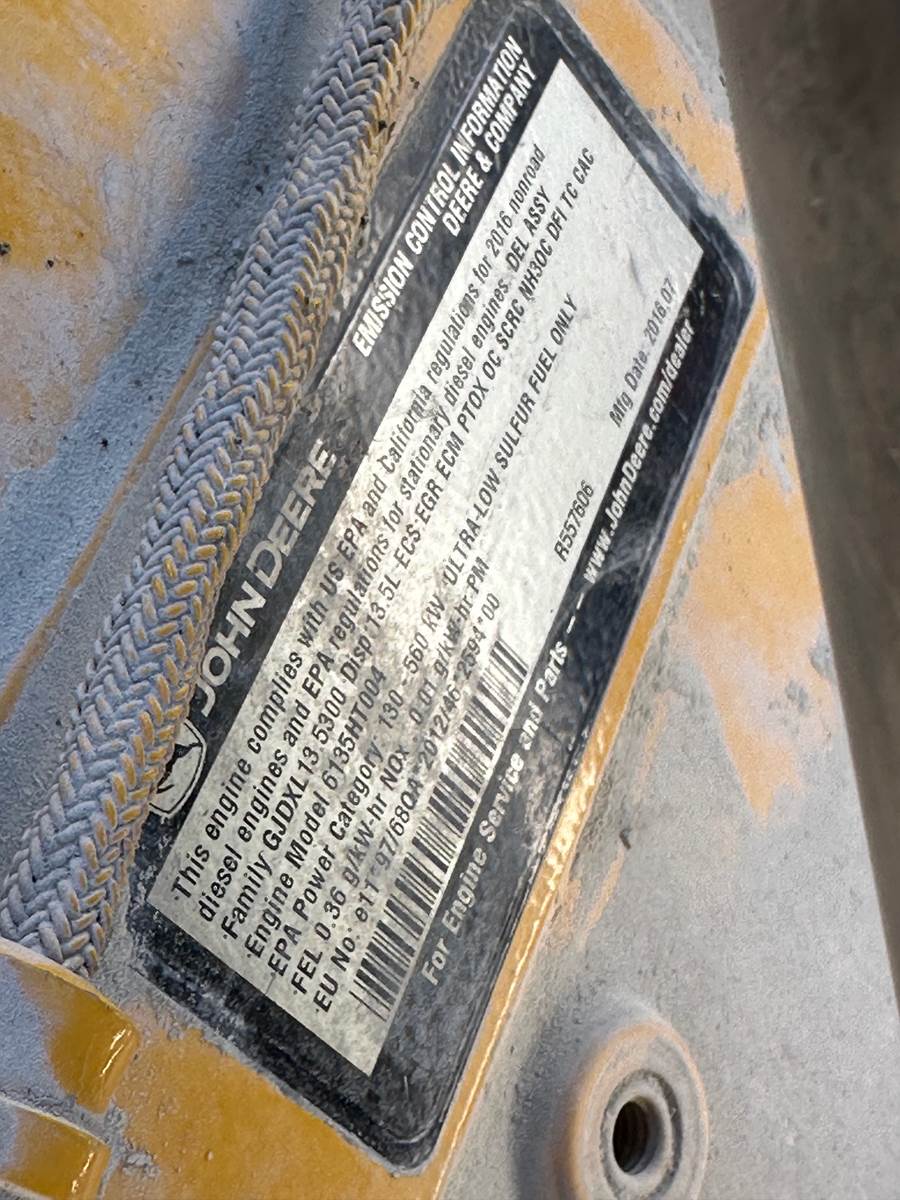 JOHN DEERE
EMISSION CONTROL INFORMATION
DEERE & COMPANY
This engine complies with US EPA and California regulations for 2016 nonroad
diesel engines and EPA regulations for stationary diesel engines. DEL ASSY
Family GJDXL13.5300 Disp 13.5L ECS EGR ECM PTOX OC SCRC NH3OC DFI TC CAC
Engine Model 6135HT004
EPA Power Category 130 - 560 kW ULTRA-LOW SULFUR FUEL ONLY
FEL 0.36 g/kW-hr NOx 0.01 g/kW-hr PM
EU No: e11*97/68QA*2012/46*2594*00
R557606
Mfg Date. 2016.07
For Engine Service and Parts -- www.JohnDeere.com/dealer